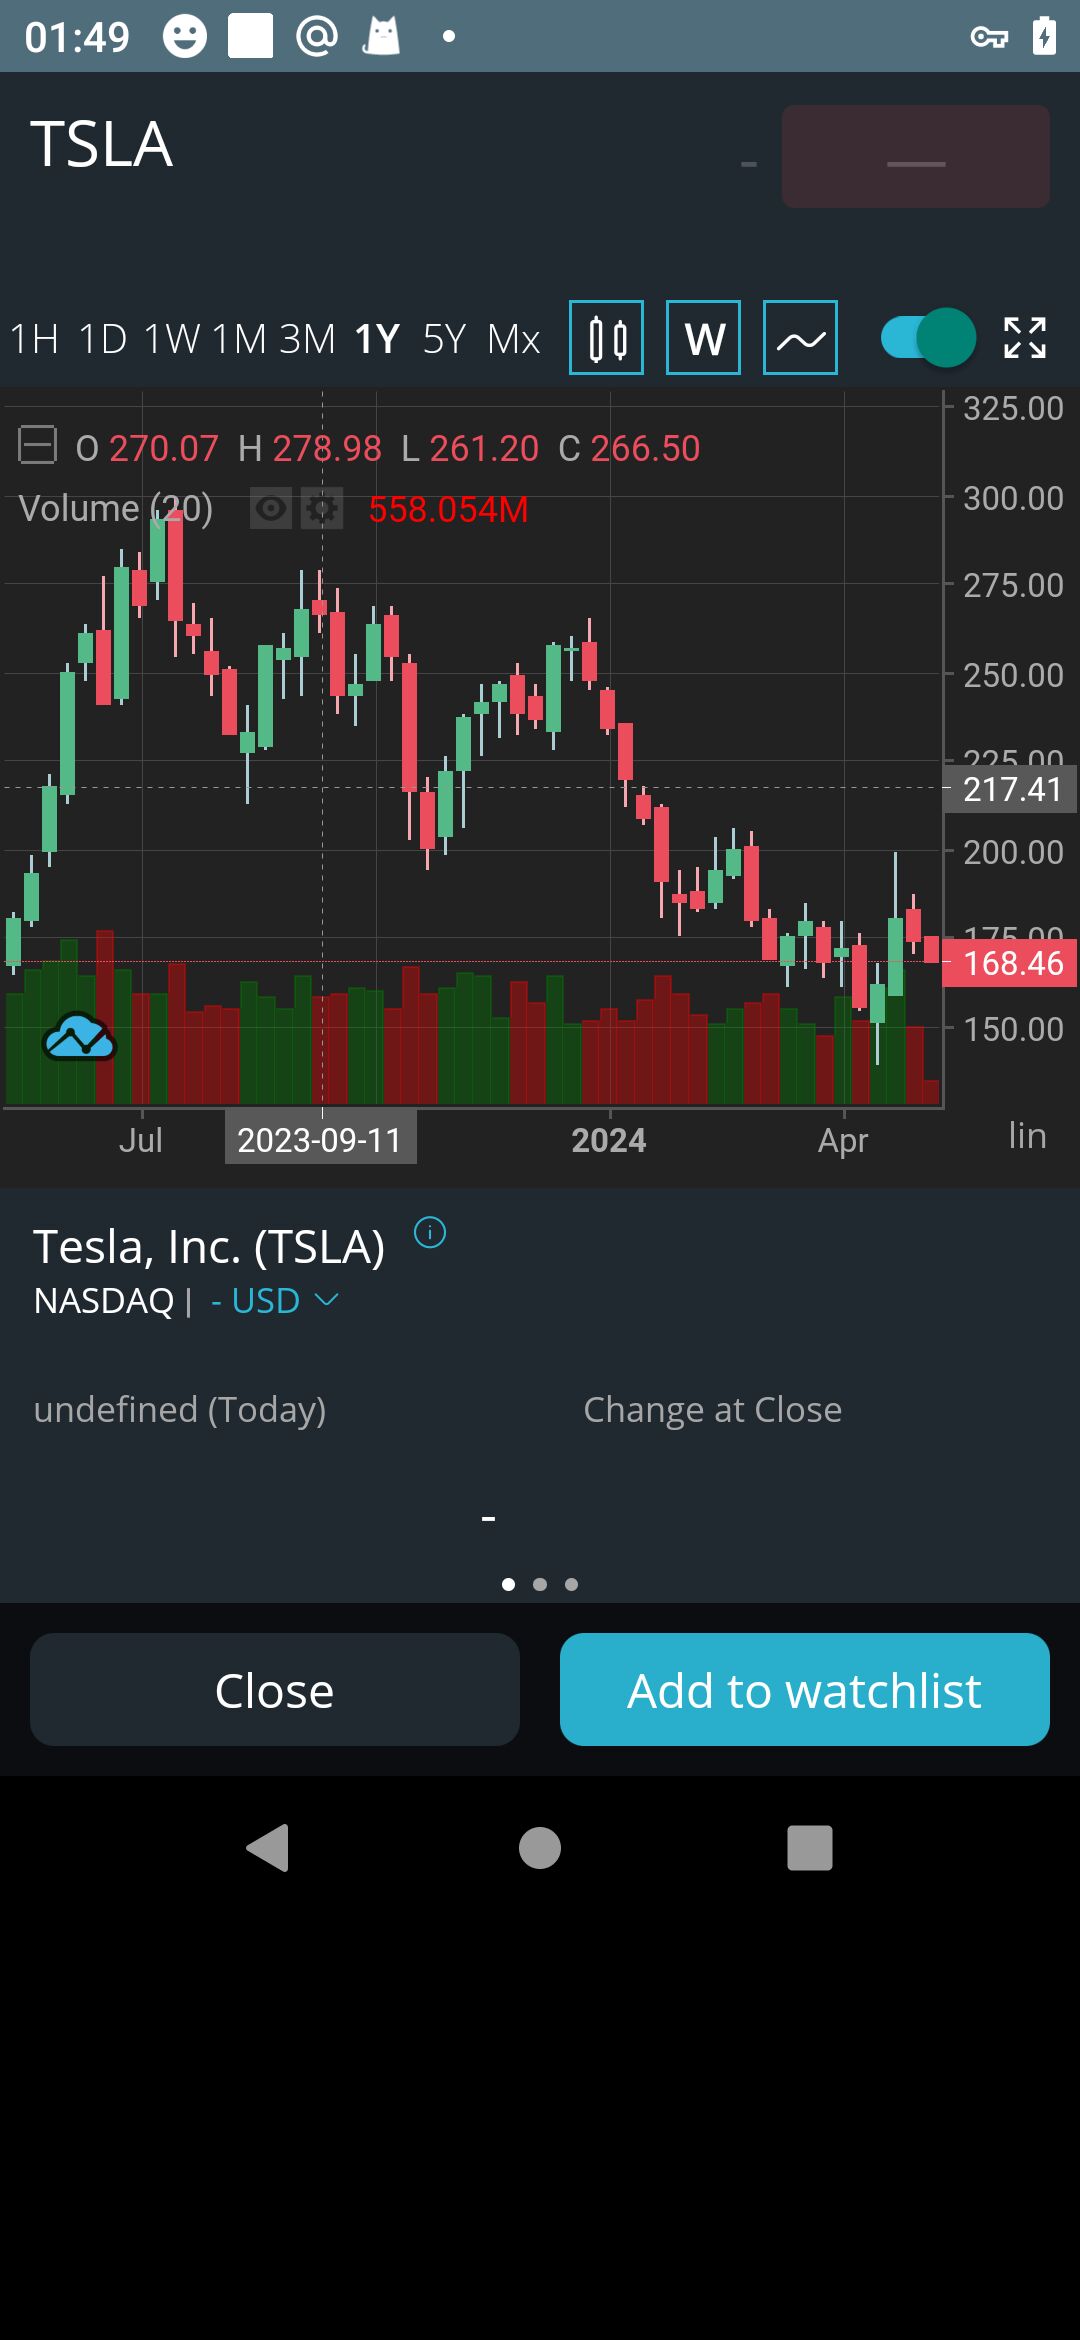 01:49
TSLA
- —
1H 1D 1W 1M 3M 1Y 5Y Mx W
325.00
O 270.07 H 278.98 L 261.20 C 266.50
300.00
Volume (20) 558.054M
275.00
250.00
225.00
217.41
200.00
175.00
168.46
150.00
Jul 2023-09-11 2024 Apr lin
Tesla, Inc. (TSLA) i
NASDAQ | - USD
undefined (Today) Change at Close
-
Close Add to watchlist